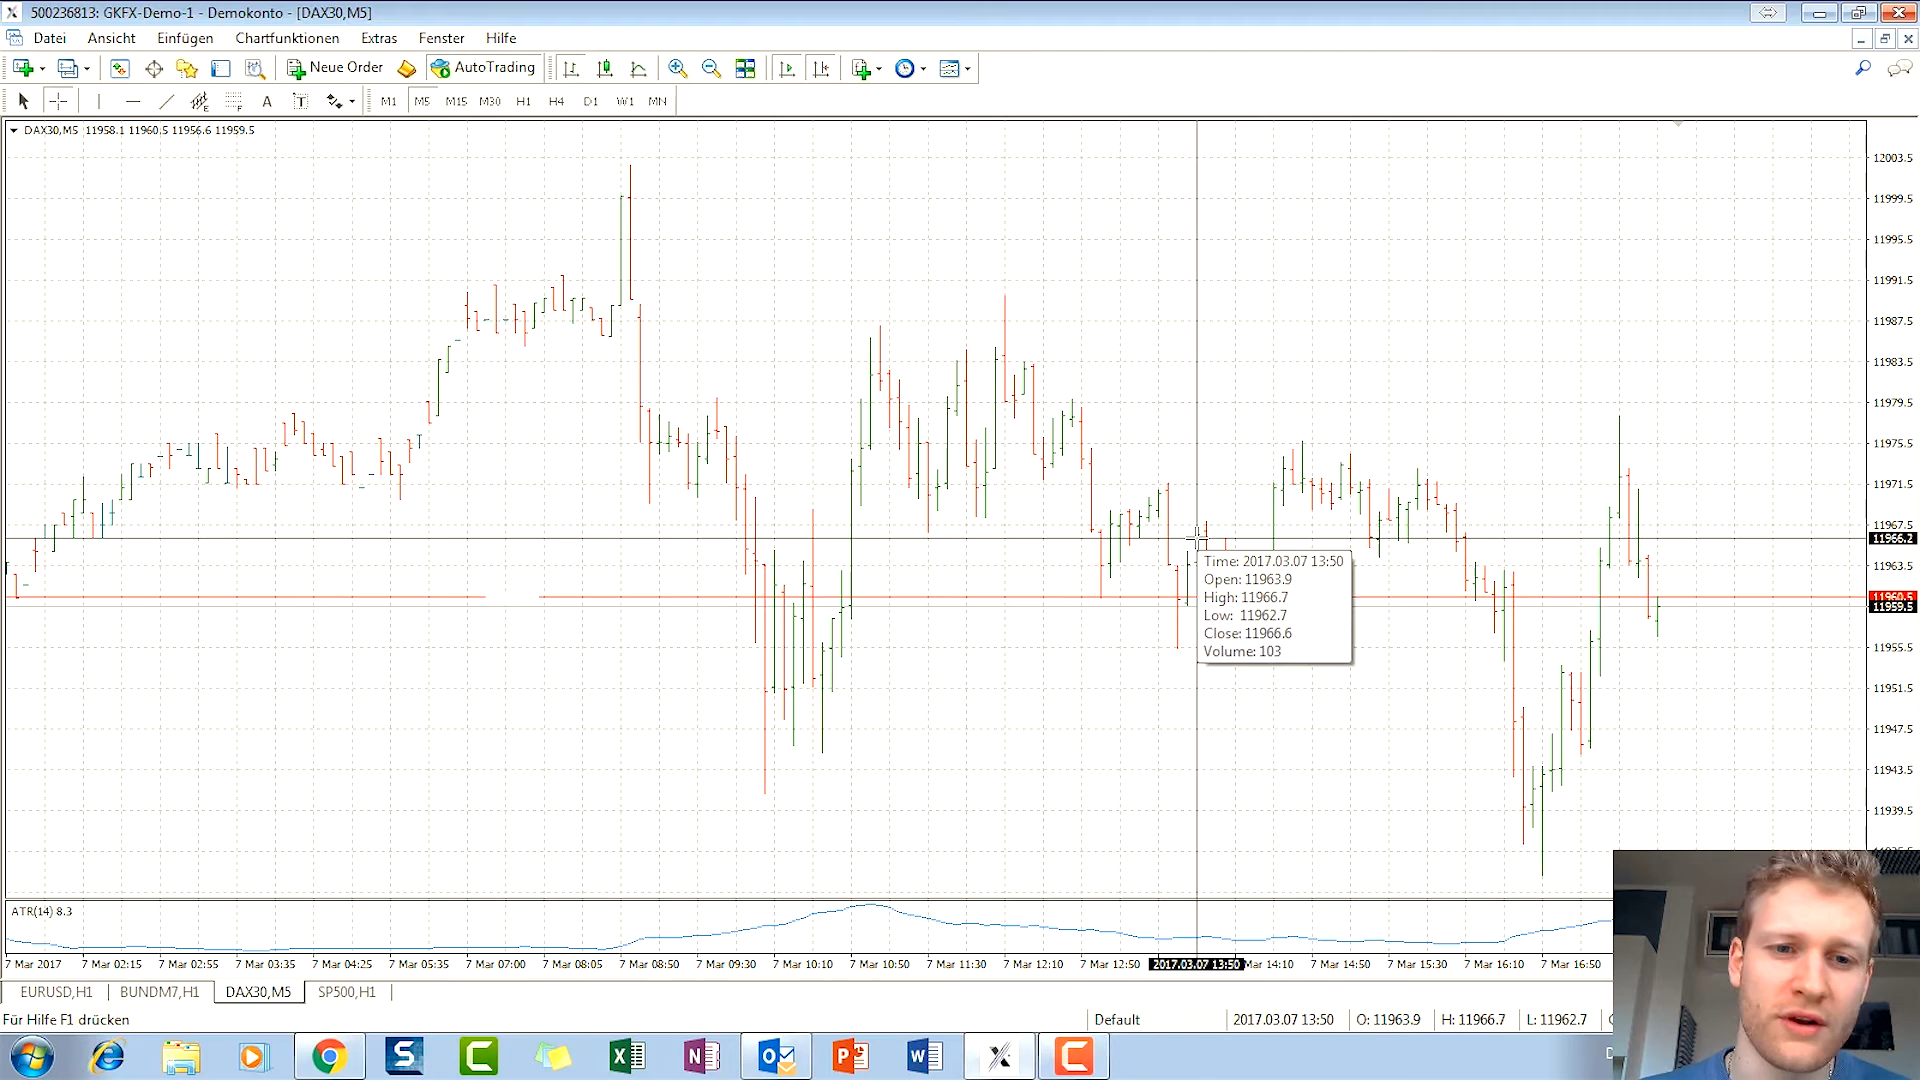 500236813: GKFX-Demo-1 - Demokonto - [DAX30,M5]
Datei Ansicht Einfügen Chartfunktionen Extras Fenster Hilfe
Neue Order AutoTrading
A T M1 M5 M15 M30 H1 H4 D1 W1 MN
DAX30,M5 11958.1 11960.5 11956.6 11959.5
12003.5
11999.5
11995.5
11991.5
11987.5
11983.5
11979.5
11975.5
11971.5
11967.5
11966.2
11963.5
11960.5
11959.5
11955.5
11951.5
11947.5
11943.5
11939.5
Time: 2017.03.07 13:50
Open: 11963.9
High: 11966.7
Low: 11962.7
Close: 11966.6
Volume: 103
ATR(14) 8.3
7 Mar 2017 7 Mar 02:15 7 Mar 02:55 7 Mar 03:35 7 Mar 04:25 7 Mar 05:35 7 Mar 07:00 7 Mar 08:05 7 Mar 08:50 7 Mar 09:30 7 Mar 10:10 7 Mar 10:50 7 Mar 11:30 7 Mar 12:10 7 Mar 12:50 2017.03.07 13:50 Mar 14:10 7 Mar 14:50 7 Mar 15:30 7 Mar 16:10 7 Mar 16:50
EURUSD,H1 BUNDM7,H1 DAX30,M5 SP500,H1
Für Hilfe F1 drücken Default 2017.03.07 13:50 O: 11963.9 H: 11966.7 L: 11962.7